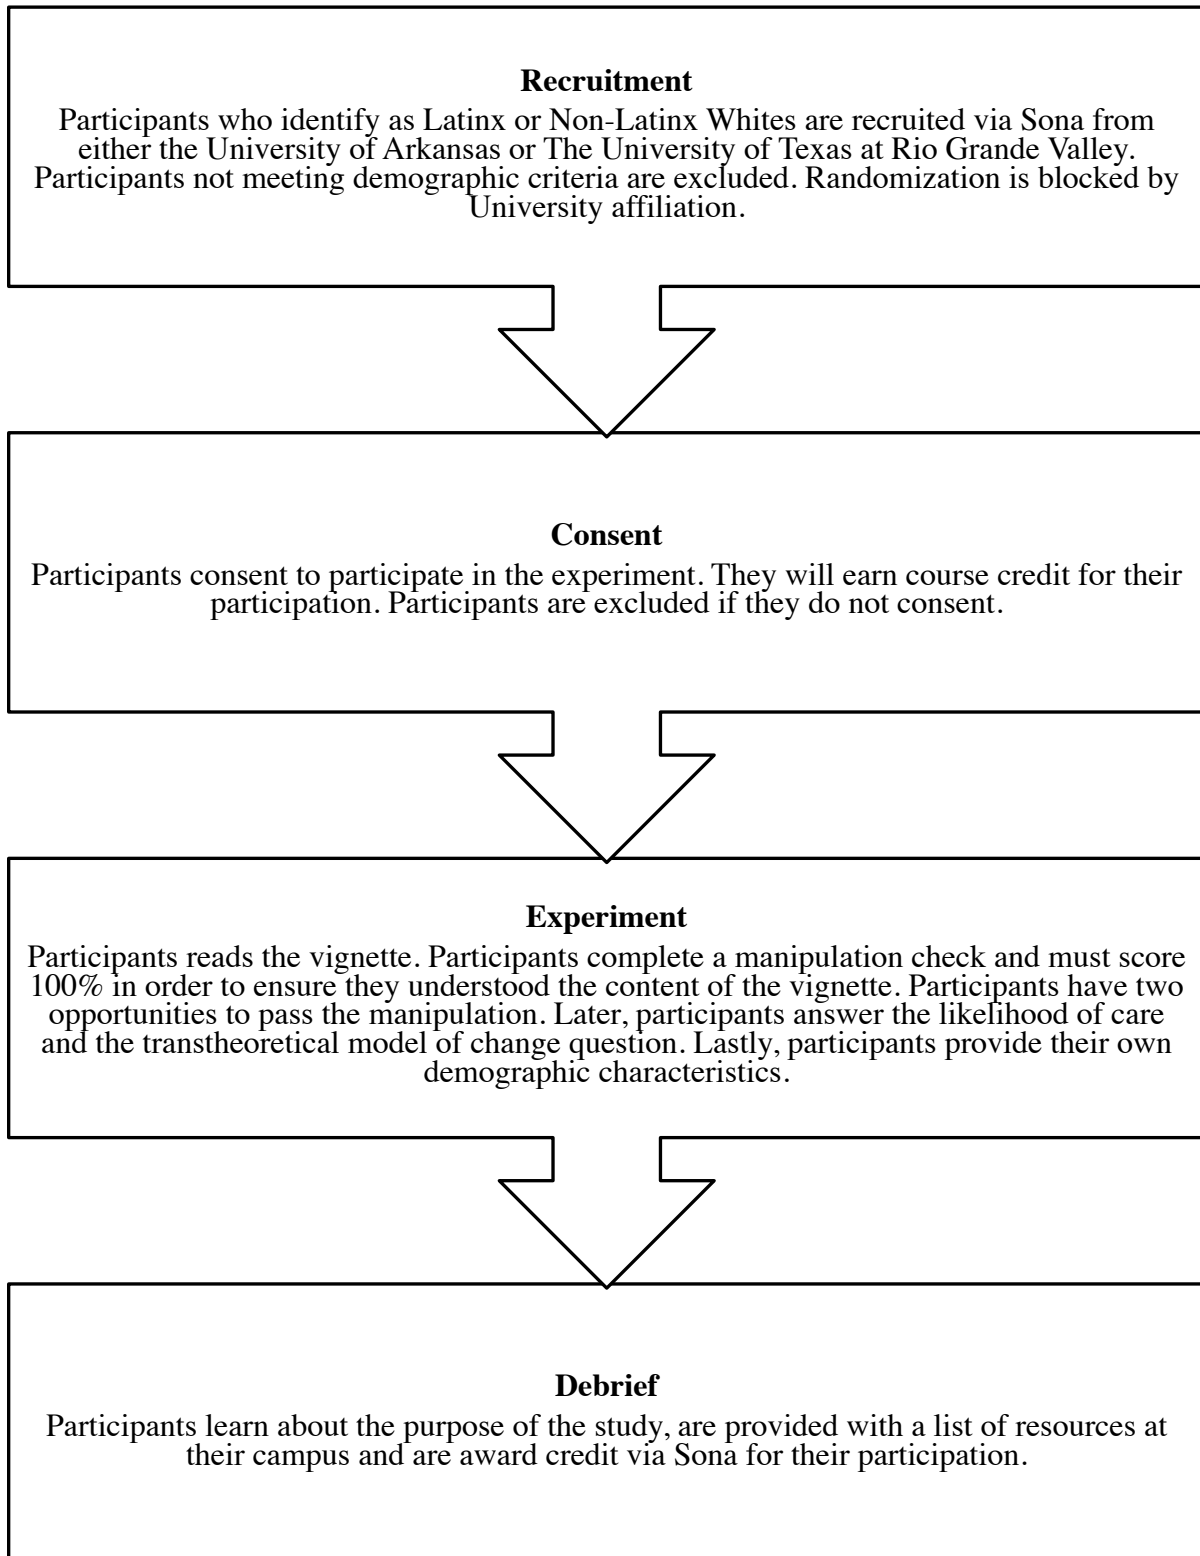 Recruitment
Participants who identify as Latinx or Non-Latinx Whites are recruited via Sona from
either the University of Arkansas or The University of Texas at Rio Grande Valley.
Participants not meeting demographic criteria are excluded. Randomization is blocked by
University affiliation.
Consent
Participants consent to participate in the experiment. They will earn course credit for their
participation. Participants are excluded if they do not consent.
Experiment
Participants reads the vignette. Participants complete a manipulation check and must score
100% in order to ensure they understood the content of the vignette. Participants have two
opportunities to pass the manipulation. Later, participants answer the likelihood of care
and the transtheoretical model of change question. Lastly, participants provide their own
demographic characteristics.
Debrief
Participants learn about the purpose of the study, are provided with a list of resources at
their campus and are award credit via Sona for their participation.